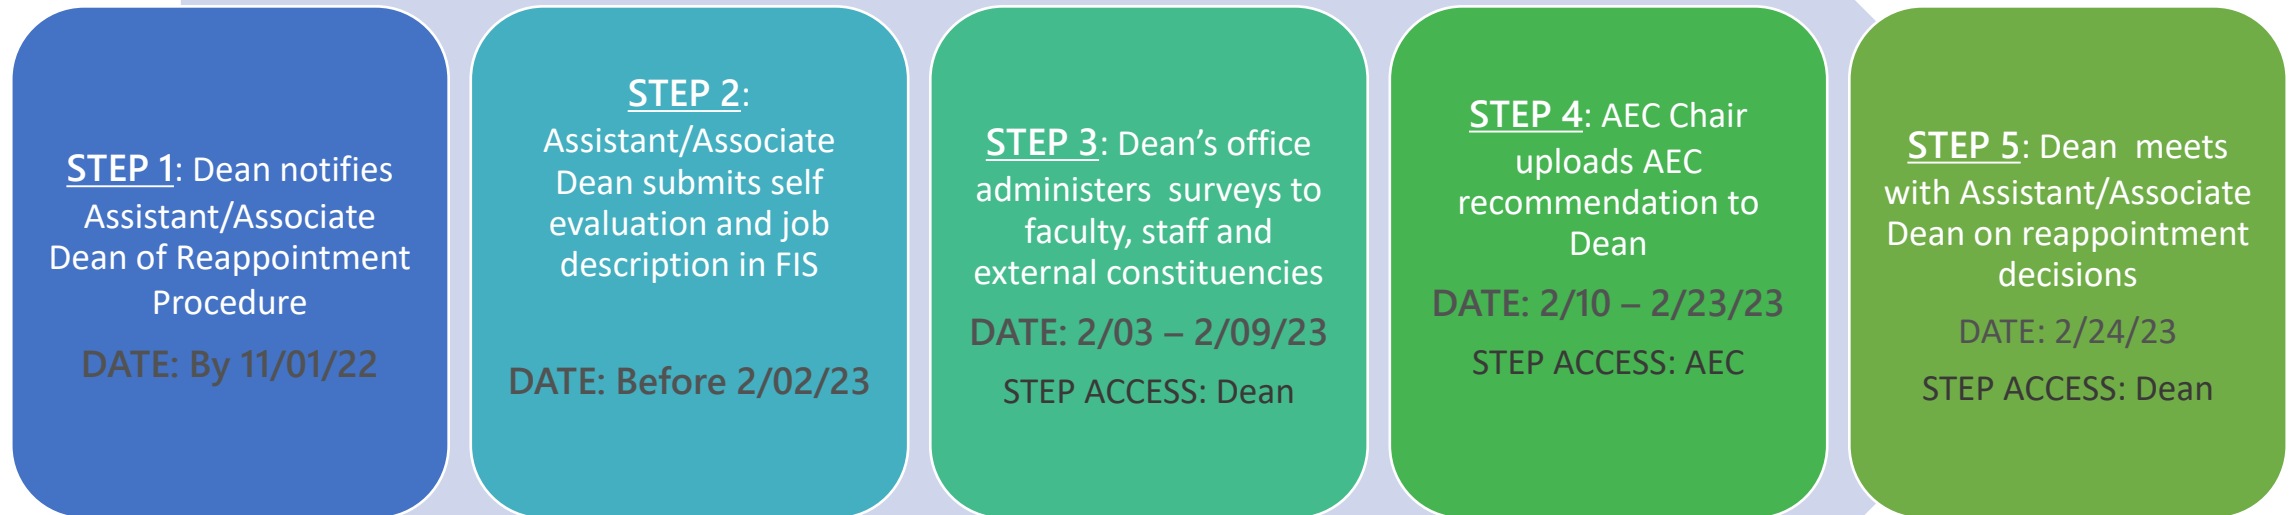 STEP 1: Dean notifies
Assistant/Associate
Dean of Reappointment
Procedure
DATE: By 11/01/22
STEP 2:
Assistant/Associate
Dean submits self
evaluation and job
description in FIS
DATE: Before 2/02/23
STEP 3: Dean’s office
administers  surveys to
faculty, staff and
external constituencies
DATE: 2/03 – 2/09/23
STEP ACCESS: Dean
STEP 4: AEC Chair
uploads AEC
recommendation to
Dean
DATE: 2/10 – 2/23/23
STEP ACCESS: AEC
STEP 5: Dean  meets
with Assistant/Associate
Dean on reappointment
decisions
DATE: 2/24/23
STEP ACCESS: Dean